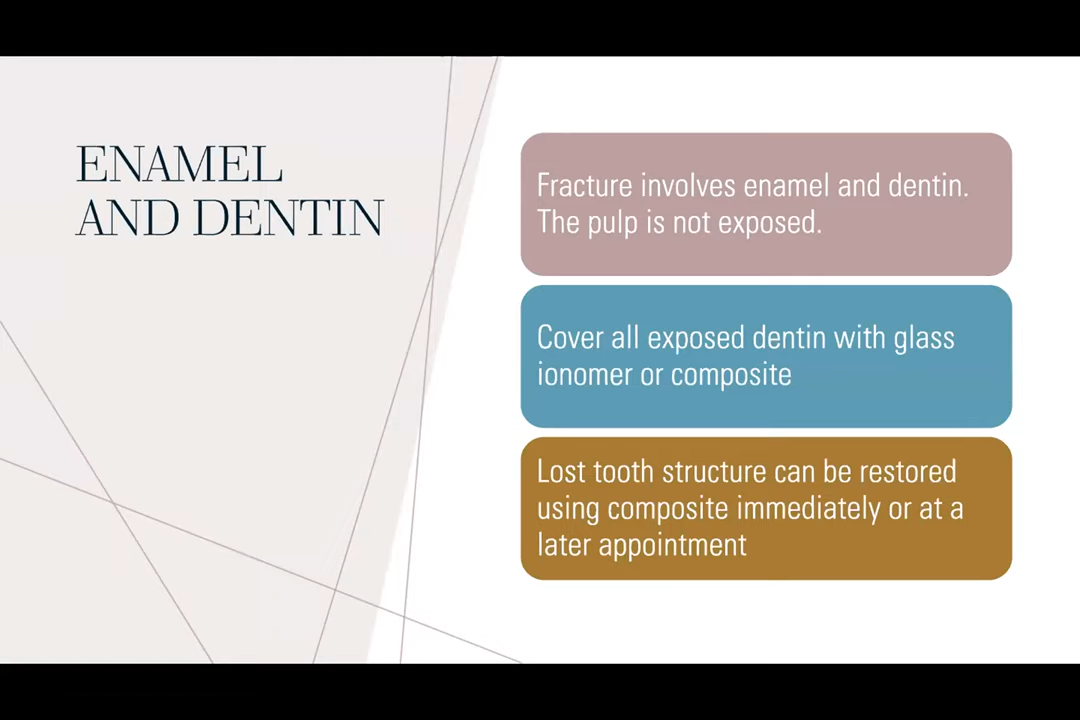 ENAMEL
AND DENTIN
Fracture involves enamel and dentin.
The pulp is not exposed.
Cover all exposed dentin with glass
ionomer or composite
Lost tooth structure can be restored
using composite immediately or at a
later appointment